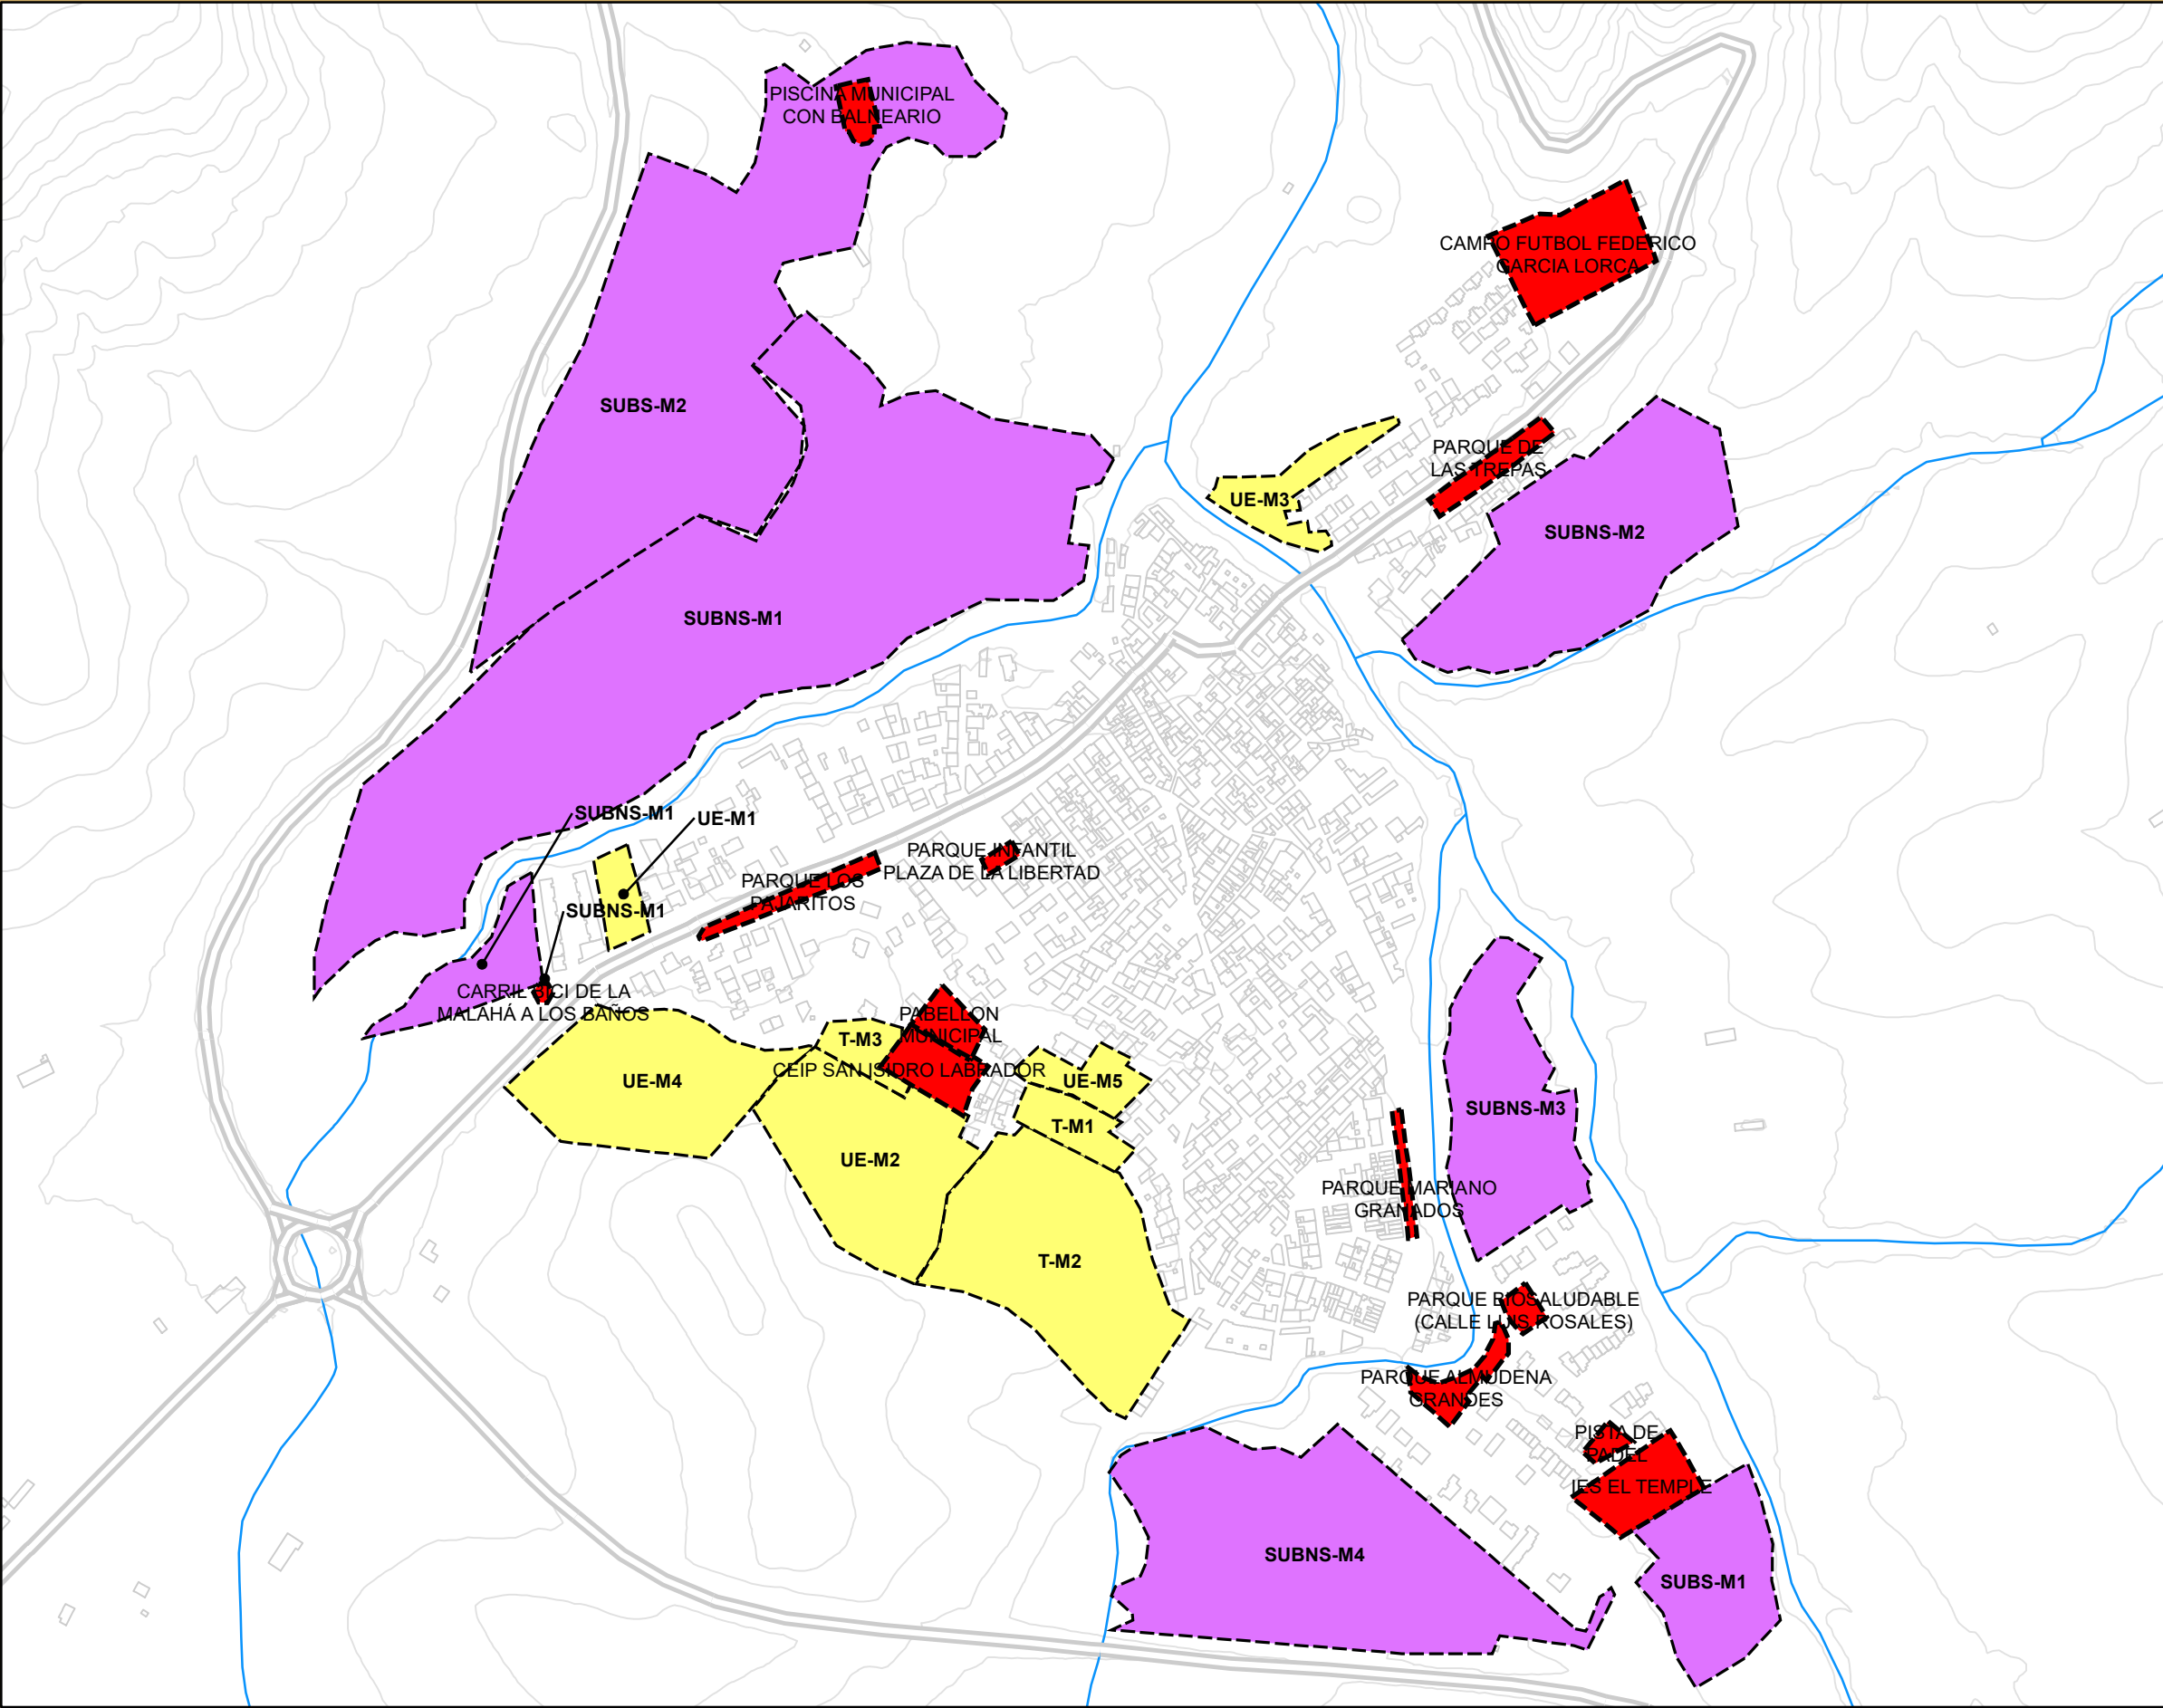 PISCINA MUNICIPAL
CON BALNEARIO
CAMPO FUTBOL FEDERICO
GARCIA LORCA
SUBS-M2
PARQUE DE
LAS TREPAS
UE-M3
SUBNS-M2
SUBNS-M1
SUBNS-M1
UE-M1
PARQUE INFANTIL
PLAZA DE LA LIBERTAD
PARQUE LOS
PAJARITOS
SUBNS-M1
CARRIL BICI DE LA
MALAHÁ A LOS BAÑOS
PABELLON
MUNICIPAL
T-M3
CEIP SAN ISIDRO LABRADOR
UE-M4
UE-M5
SUBNS-M3
T-M1
UE-M2
PARQUE MARIANO
GRANADOS
T-M2
PARQUE BIOSALUDABLE
(CALLE LUIS ROSALES)
PARQUE ALMUDENA
GRANDES
PISTA DE
PADEL
IES EL TEMPLE
SUBNS-M4
SUBS-M1